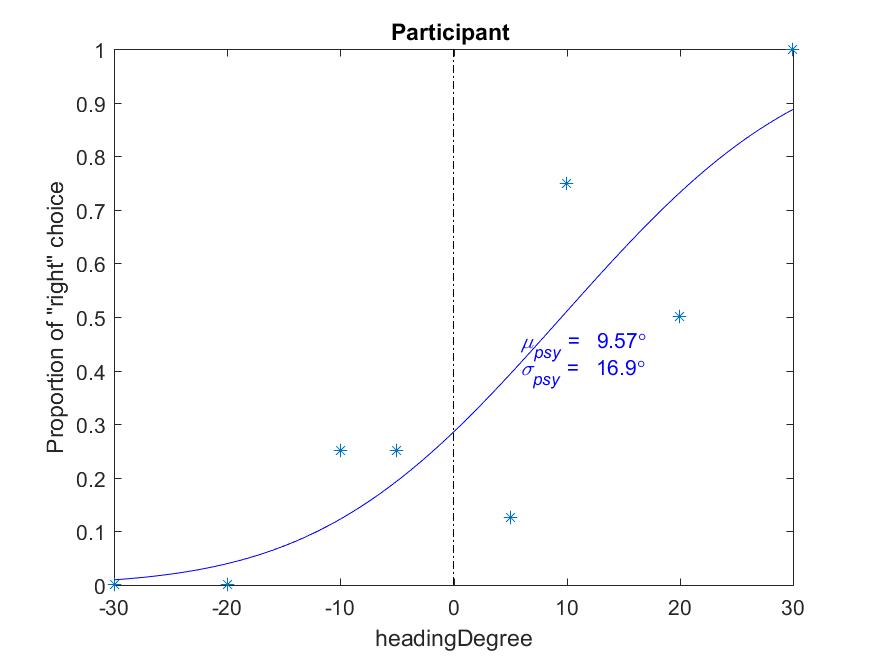 Participant
1
0.9
0.8
0.7
0.6
0.5
0.4
0.3
0.2
0.1
0
Proportion of "right" choice
μpsy = 9.57°
σpsy = 16.9°
-30 -20 -10 0 10 20 30
headingDegree